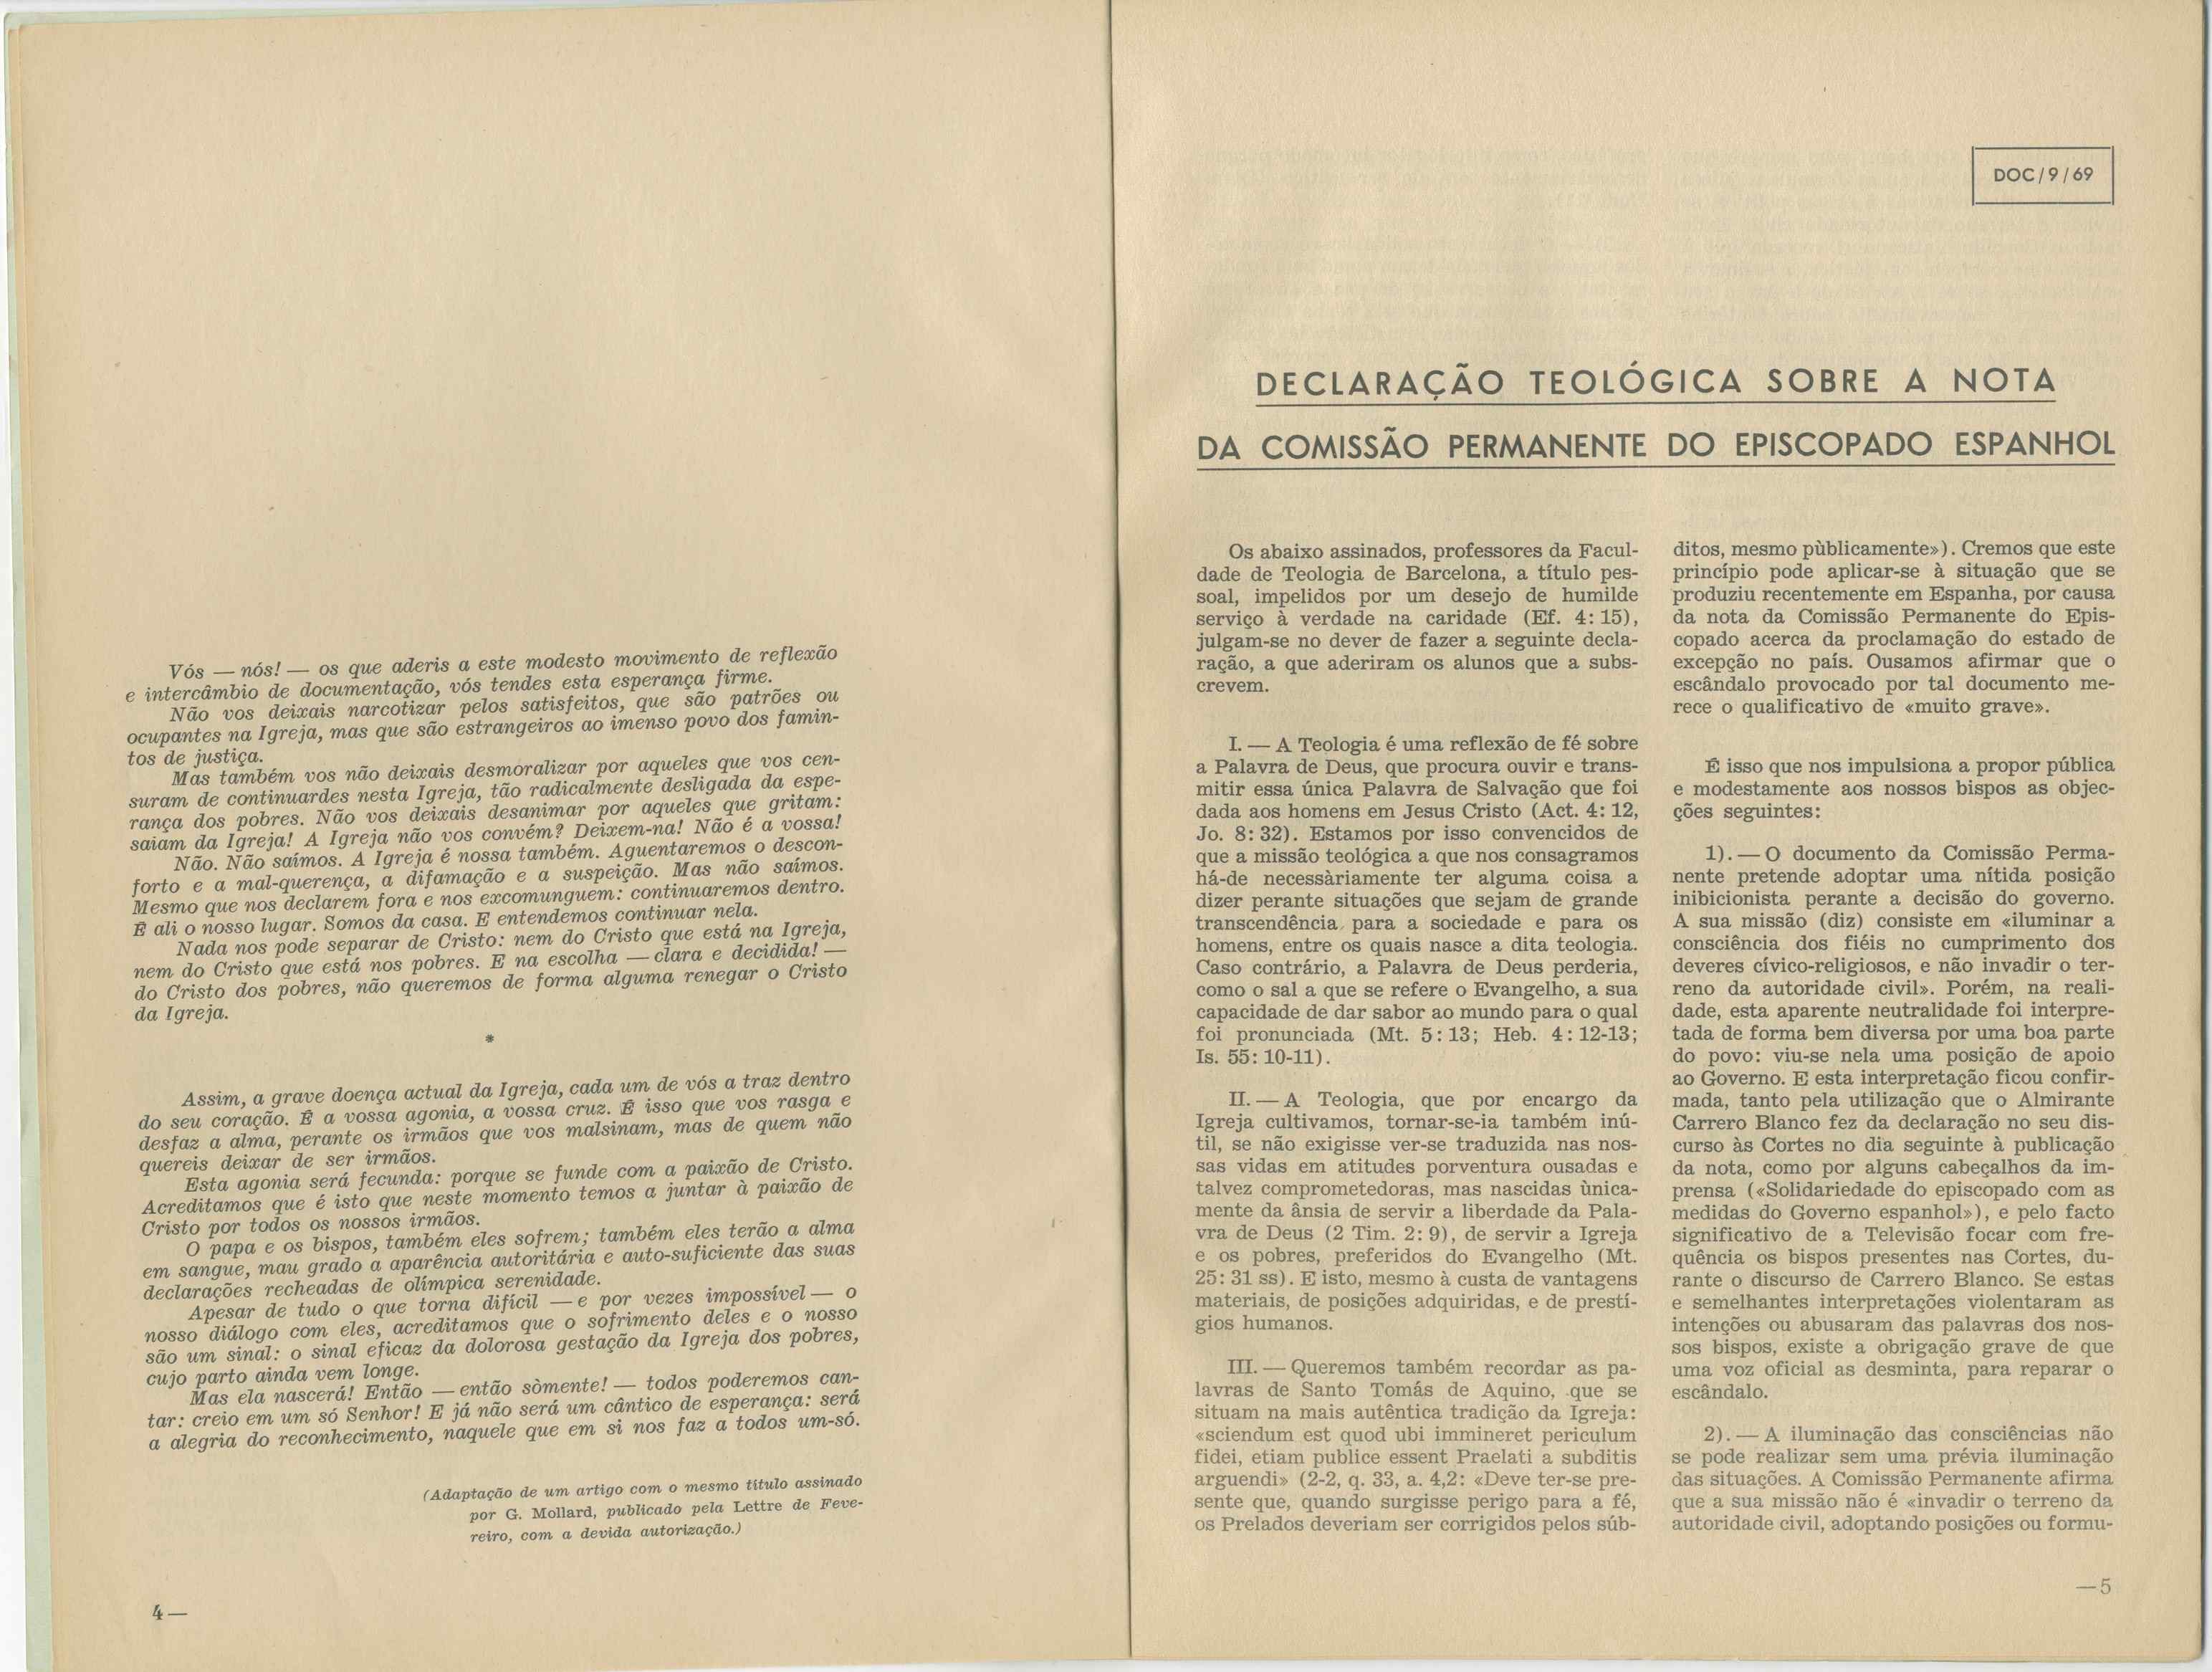 Vós — nós! — os que aderis a este modesto movimento de reflexão
e intercâmbio de documentação, vós tendes esta esperança firme.
Não vos deixais narcotizar pelos satisfeitos, que são patrões ou
ocupantes na Igreja, mas que são estrangeiros ao imenso povo dos famin-
tos de justiça.
Mas também vos não deixais desmoralizar por aqueles que vos cen-
suram de continuardes nesta Igreja, tão radicalmente desligada da espe-
rança dos pobres. Não vos deixais desanimar por aqueles que gritam:
saiam da Igreja! A Igreja não vos convém? Deixem-na! Não é a vossa!
Não. Não saímos. A Igreja é nossa também. Aguentaremos o descon-
forto e a mal-querença, a difamação e a suspeição. Mas não saímos.
Mesmo que nos declarem fora e nos excomunguem: continuaremos dentro.
É ali o nosso lugar. Somos da casa. E entendemos continuar nela.
Nada nos pode separar de Cristo: nem do Cristo que está na Igreja,
nem do Cristo que está nos pobres. E na escolha — clara e decidida! —
do Cristo dos pobres, não queremos de forma alguma renegar o Cristo
da Igreja.
*
Assim, a grave doença actual da Igreja, cada um de vós a traz dentro
do seu coração. É a vossa agonia, a vossa cruz. É isso que vos rasga e
desfaz a alma, perante os irmãos que vos malsinam, mas de quem não
quereis deixar de ser irmãos.
Esta agonia será fecunda: porque se funde com a paixão de Cristo.
Acreditamos que é isto que neste momento temos a juntar à paixão de
Cristo por todos os nossos irmãos.
O papa e os bispos, também eles sofrem; também eles terão a alma
em sangue, mau grado a aparência autoritária e auto-suficiente das suas
declarações recheadas de olímpica serenidade.
Apesar de tudo o que torna difícil — e por vezes impossível — o
nosso diálogo com eles, acreditamos que o sofrimento deles e o nosso
são um sinal: o sinal eficaz da dolorosa gestação da Igreja dos pobres,
cujo parto ainda vem longe.
Mas ela nascerá! Então — então sòmente! — todos poderemos can-
tar: creio em um só Senhor! E já não será um cântico de esperança: será
a alegria do reconhecimento, naquele que em si nos faz a todos um-só.
(Adaptação de um artigo com o mesmo título assinado
por G. Mollard, publicado pela Lettre de Feve-
reiro, com a devida autorização.)
4 —
DOC/9/69
DECLARAÇÃO TEOLÓGICA SOBRE A NOTA
DA COMISSÃO PERMANENTE DO EPISCOPADO ESPANHOL
Os abaixo assinados, professores da Facul-
dade de Teologia de Barcelona, a título pes-
soal, impelidos por um desejo de humilde
serviço à verdade na caridade (Ef. 4: 15),
julgam-se no dever de fazer a seguinte decla-
ração, a que aderiram os alunos que a subs-
crevem.
I. — A Teologia é uma reflexão de fé sobre
a Palavra de Deus, que procura ouvir e trans-
mitir essa única Palavra de Salvação que foi
dada aos homens em Jesus Cristo (Act. 4: 12,
Jo. 8: 32). Estamos por isso convencidos de
que a missão teológica a que nos consagramos
há-de necessàriamente ter alguma coisa a
dizer perante situações que sejam de grande
transcendência para a sociedade e para os
homens, entre os quais nasce a dita teologia.
Caso contrário, a Palavra de Deus perderia,
como o sal a que se refere o Evangelho, a sua
capacidade de dar sabor ao mundo para o qual
foi pronunciada (Mt. 5: 13; Heb. 4: 12-13;
Is. 55: 10-11).
II. — A Teologia, que por encargo da
Igreja cultivamos, tornar-se-ia também inú-
til, se não exigisse ver-se traduzida nas nos-
sas vidas em atitudes porventura ousadas e
talvez comprometedoras, mas nascidas ùnica-
mente da ânsia de servir a liberdade da Pala-
vra de Deus (2 Tim. 2: 9), de servir a Igreja
e os pobres, preferidos do Evangelho (Mt.
25: 31 ss). E isto, mesmo à custa de vantagens
materiais, de posições adquiridas, e de prestí-
gios humanos.
III. — Queremos também recordar as pa-
lavras de Santo Tomás de Aquino, que se
situam na mais autêntica tradição da Igreja:
«sciendum est quod ubi immineret periculum
fidei, etiam publice essent Praelati a subditis
arguendi» (2-2, q. 33, a. 4,2: «Deve ter-se pre-
sente que, quando surgisse perigo para a fé,
os Prelados deveriam ser corrigidos pelos súb-
ditos, mesmo pùblicamente»). Cremos que este
princípio pode aplicar-se à situação que se
produziu recentemente em Espanha, por causa
da nota da Comissão Permanente do Epis-
copado acerca da proclamação do estado de
excepção no país. Ousamos afirmar que o
escândalo provocado por tal documento me-
rece o qualificativo de «muito grave».
É isso que nos impulsiona a propor pública
e modestamente aos nossos bispos as objec-
ções seguintes:
1). — O documento da Comissão Perma-
nente pretende adoptar uma nítida posição
inibicionista perante a decisão do governo.
A sua missão (diz) consiste em «iluminar a
consciência dos fiéis no cumprimento dos
deveres cívico-religiosos, e não invadir o ter-
reno da autoridade civil». Porém, na reali-
dade, esta aparente neutralidade foi interpre-
tada de forma bem diversa por uma boa parte
do povo: viu-se nela uma posição de apoio
ao Governo. E esta interpretação ficou confir-
mada, tanto pela utilização que o Almirante
Carrero Blanco fez da declaração no seu dis-
curso às Cortes no dia seguinte à publicação
da nota, como por alguns cabeçalhos da im-
prensa («Solidariedade do episcopado com as
medidas do Governo espanhol»), e pelo facto
significativo de a Televisão focar com fre-
quência os bispos presentes nas Cortes, du-
rante o discurso de Carrero Blanco. Se estas
e semelhantes interpretações violentaram as
intenções ou abusaram das palavras dos nos-
sos bispos, existe a obrigação grave de que
uma voz oficial as desminta, para reparar o
escândalo.
2). — A iluminação das consciências não
se pode realizar sem uma prévia iluminação
das situações. A Comissão Permanente afirma
que a sua missão não é «invadir o terreno da
autoridade civil, adoptando posições ou formu-
— 5